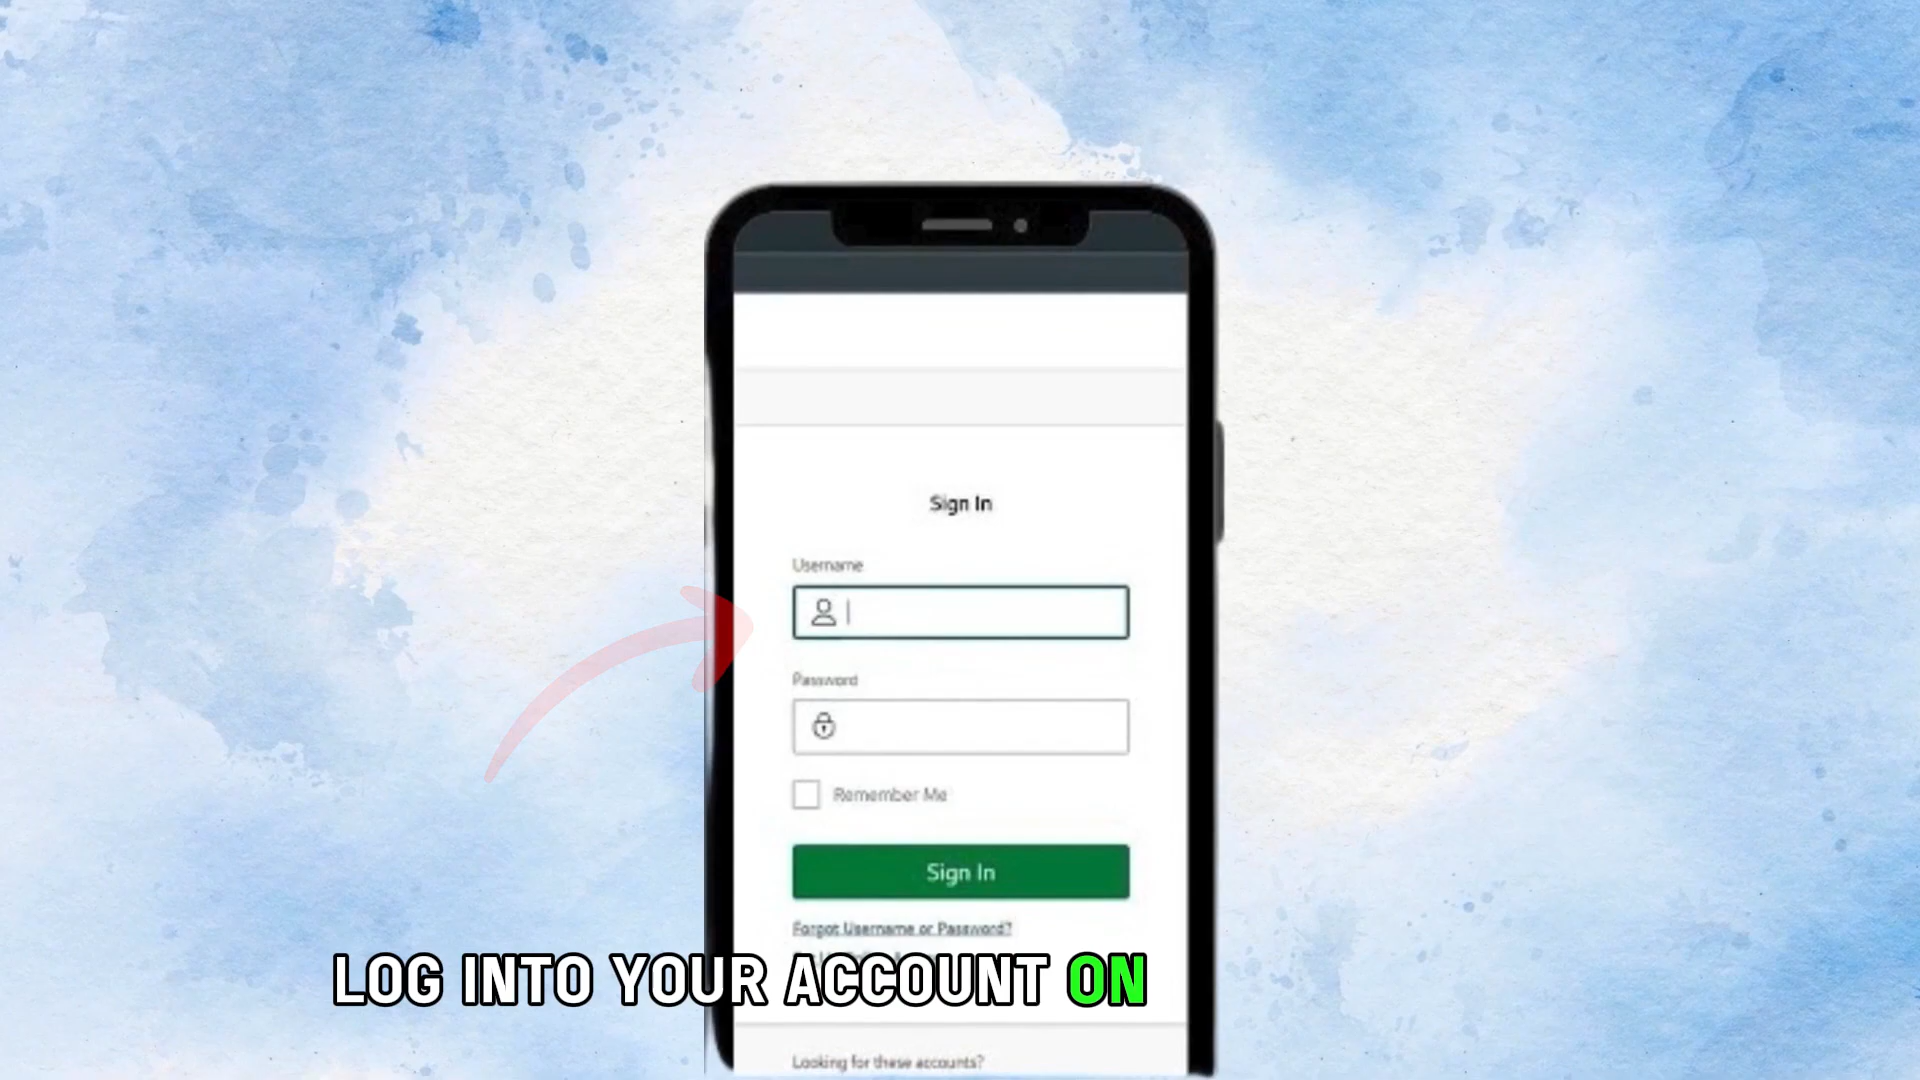 Sign In
Username
Password
Remember Me
Sign In
Forgot Username or Password?
LOG INTO YOUR ACCOUNT ON
Looking for these accounts?